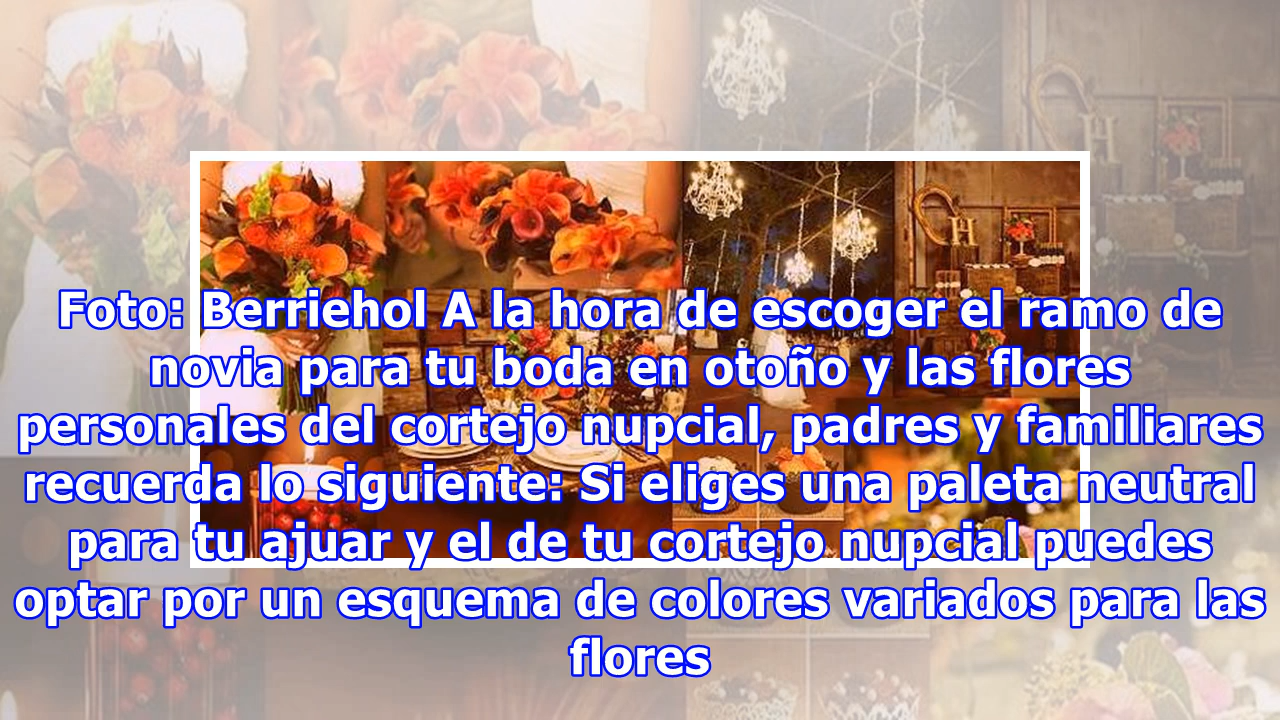 Foto: Berriehol A la hora de escoger el ramo de
novia para tu boda en otoño y las flores
personales del cortejo nupcial, padres y familiares
recuerda lo siguiente: Si eliges una paleta neutral
para tu ajuar y el de tu cortejo nupcial puedes
optar por un esquema de colores variados para las
flores
C H